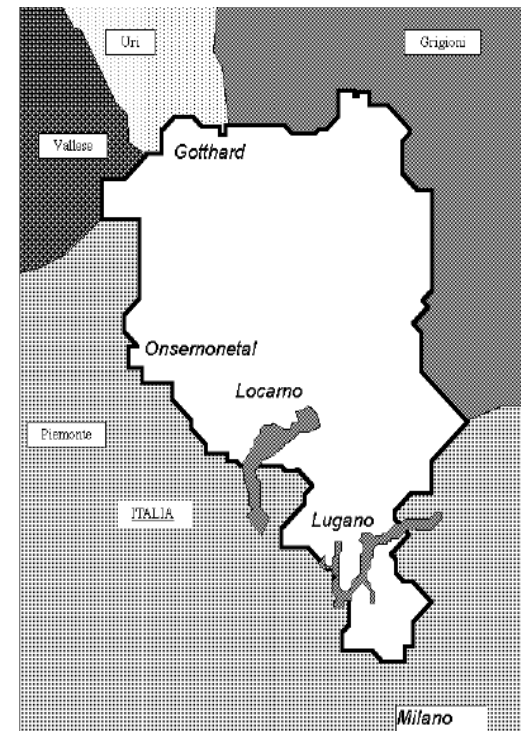 Uri
Grigioni
Vallese
Gotthard
Onsernonetal
Locarno
Piemonte
ITALIA
Lugano
Milano